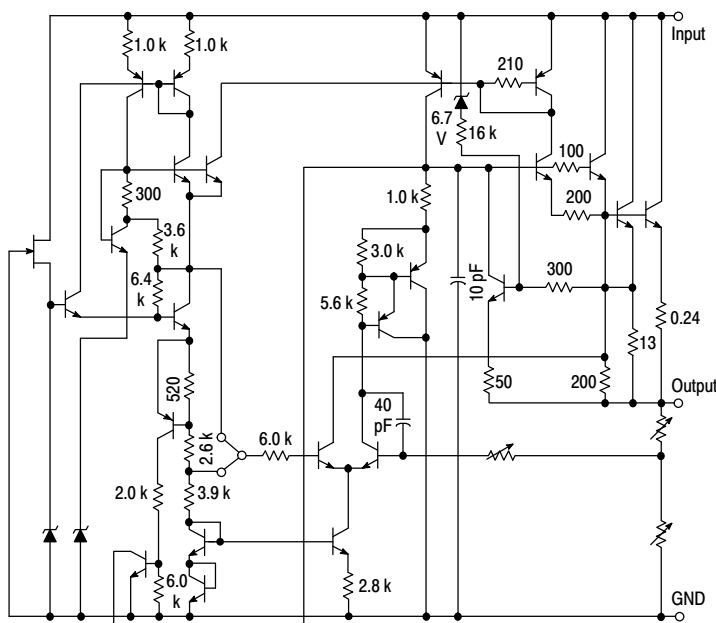 Input
1.0 k
1.0 k
210
6.7
V
16 k
100
300
200
1.0 k
3.6
k
3.0 k
6.4
k
5.6 k
10 pF
300
0.24
13
520
50
200
Output
40
pF
2.6 k
6.0 k
2.0 k
3.9 k
6.0
k
2.8 k
GND